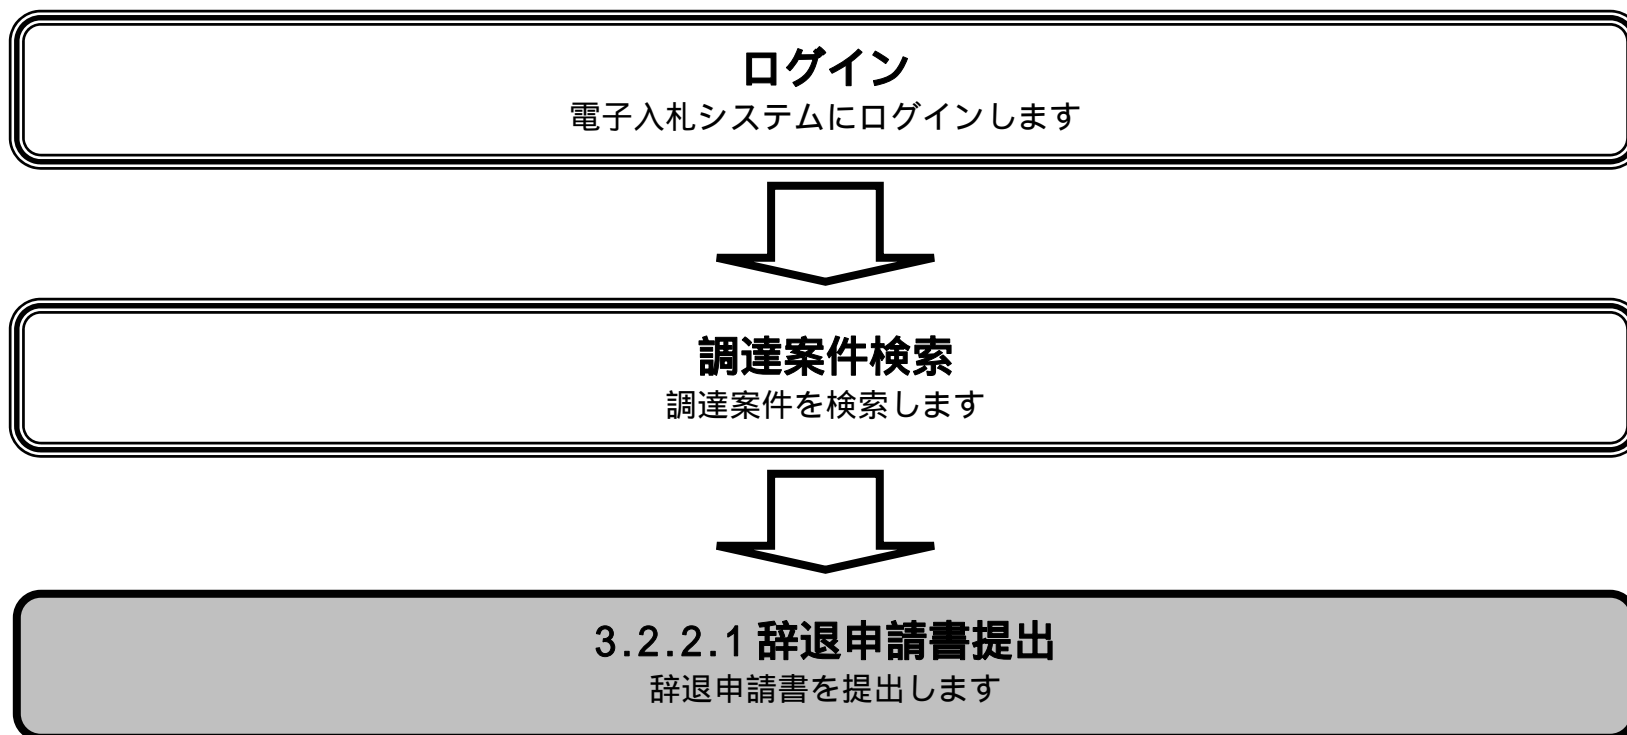 ログイン
電子入札システムにログインします
調達案件検索
調達案件を検索します
3.2.2.1 辞退申請書提出
辞退申請書を提出します